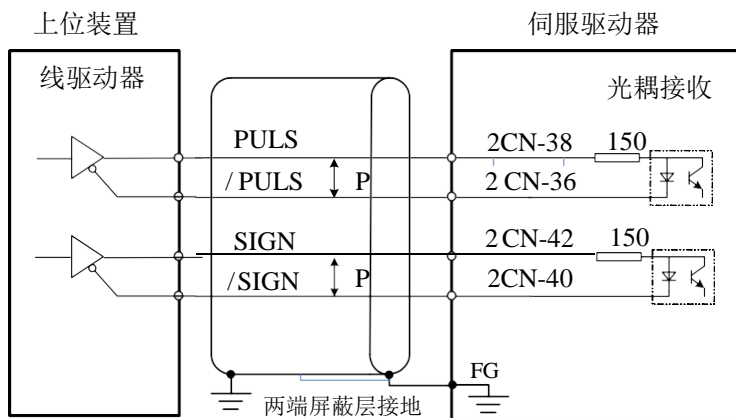 上位装置
伺服驱动器
线驱动器
光耦接收
PULS
2CN-38
150
/PULS
P
2 CN-36
SIGN
2 CN-42
150
/SIGN
P
2CN-40
FG
两端屏蔽层接地